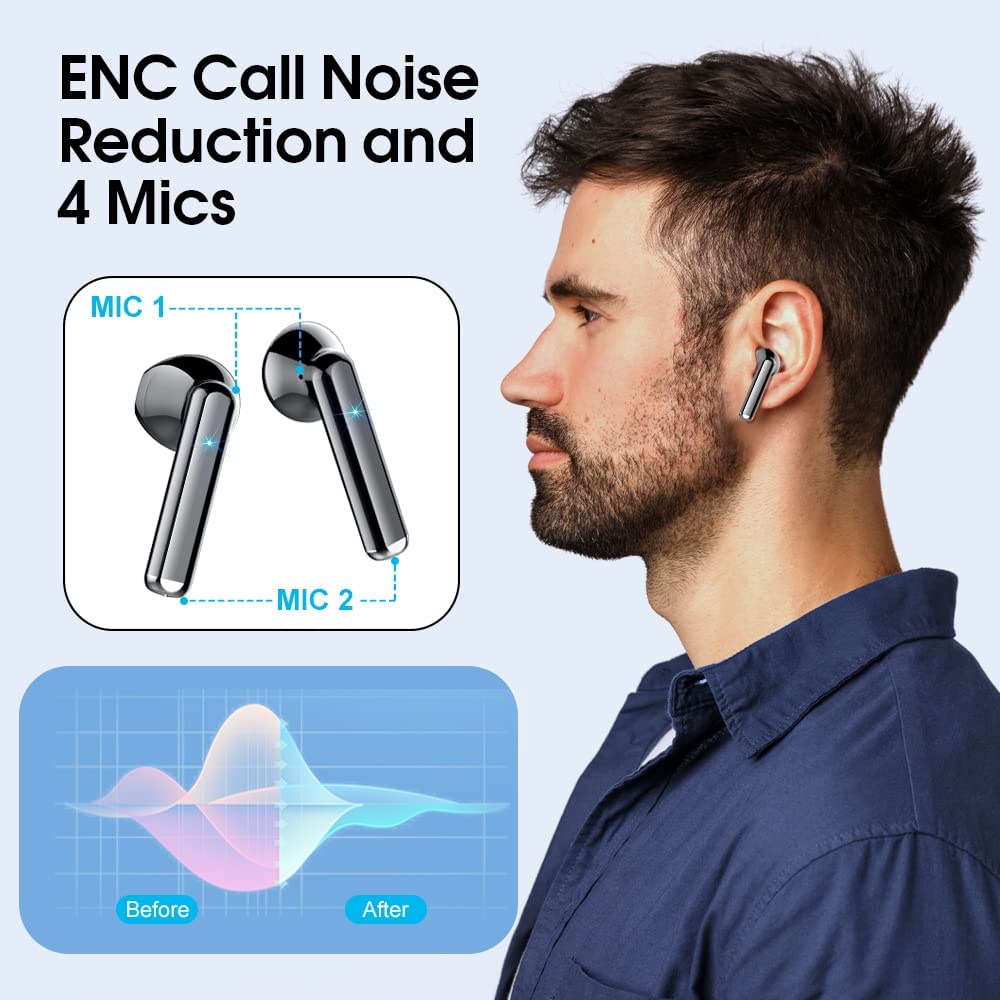 ENC Call Noise
Reduction and
4 Mics
MIC 1
MIC 2
Before
After